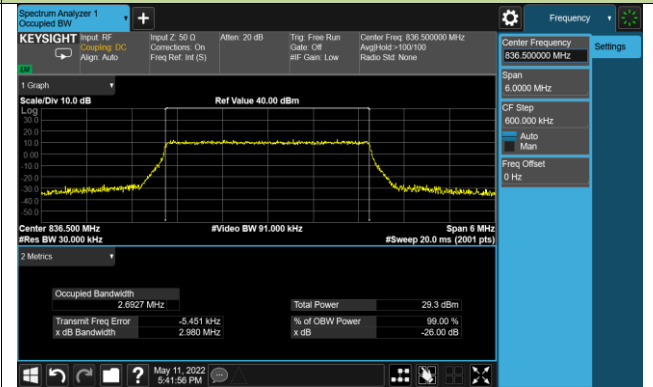 Spectrum Analyzer 1
Occupied BW
+
Frequency
KEYSIGHT
Input: RF
Coupling: DC
Align: Auto
Input Z: 50 Ω
Corrections: On
Freq Ref: Int (S)
Atten: 20 dB
Trig: Free Run
Gate: Off
#IF Gain: Low
Center Freq: 836.500000 MHz
Avg|Hold:>100/100
Radio Std: None
Center Frequency
836.500000 MHz
Settings
Span
6.0000 MHz
CF Step
600.000 kHz
Auto
Man
Freq Offset
0 Hz
1 Graph
Scale/Div 10.0 dB
Ref Value 40.00 dBm
Log
30.0
20.0
10.0
0.00
-10.0
-20.0
-30.0
-40.0
-50.0
Center 836.500 MHz
#Video BW 91.000 kHz
Span 6 MHz
#Res BW 30.000 kHz
#Sweep 20.0 ms (2001 pts)
2 Metrics
Occupied Bandwidth
2.6927 MHz
Total Power 29.3 dBm
Transmit Freq Error -5.451 kHz
% of OBW Power 99.00 %
x dB Bandwidth 2.980 MHz
x dB -26.00 dB
?
May 11, 2022
5:41:56 PM